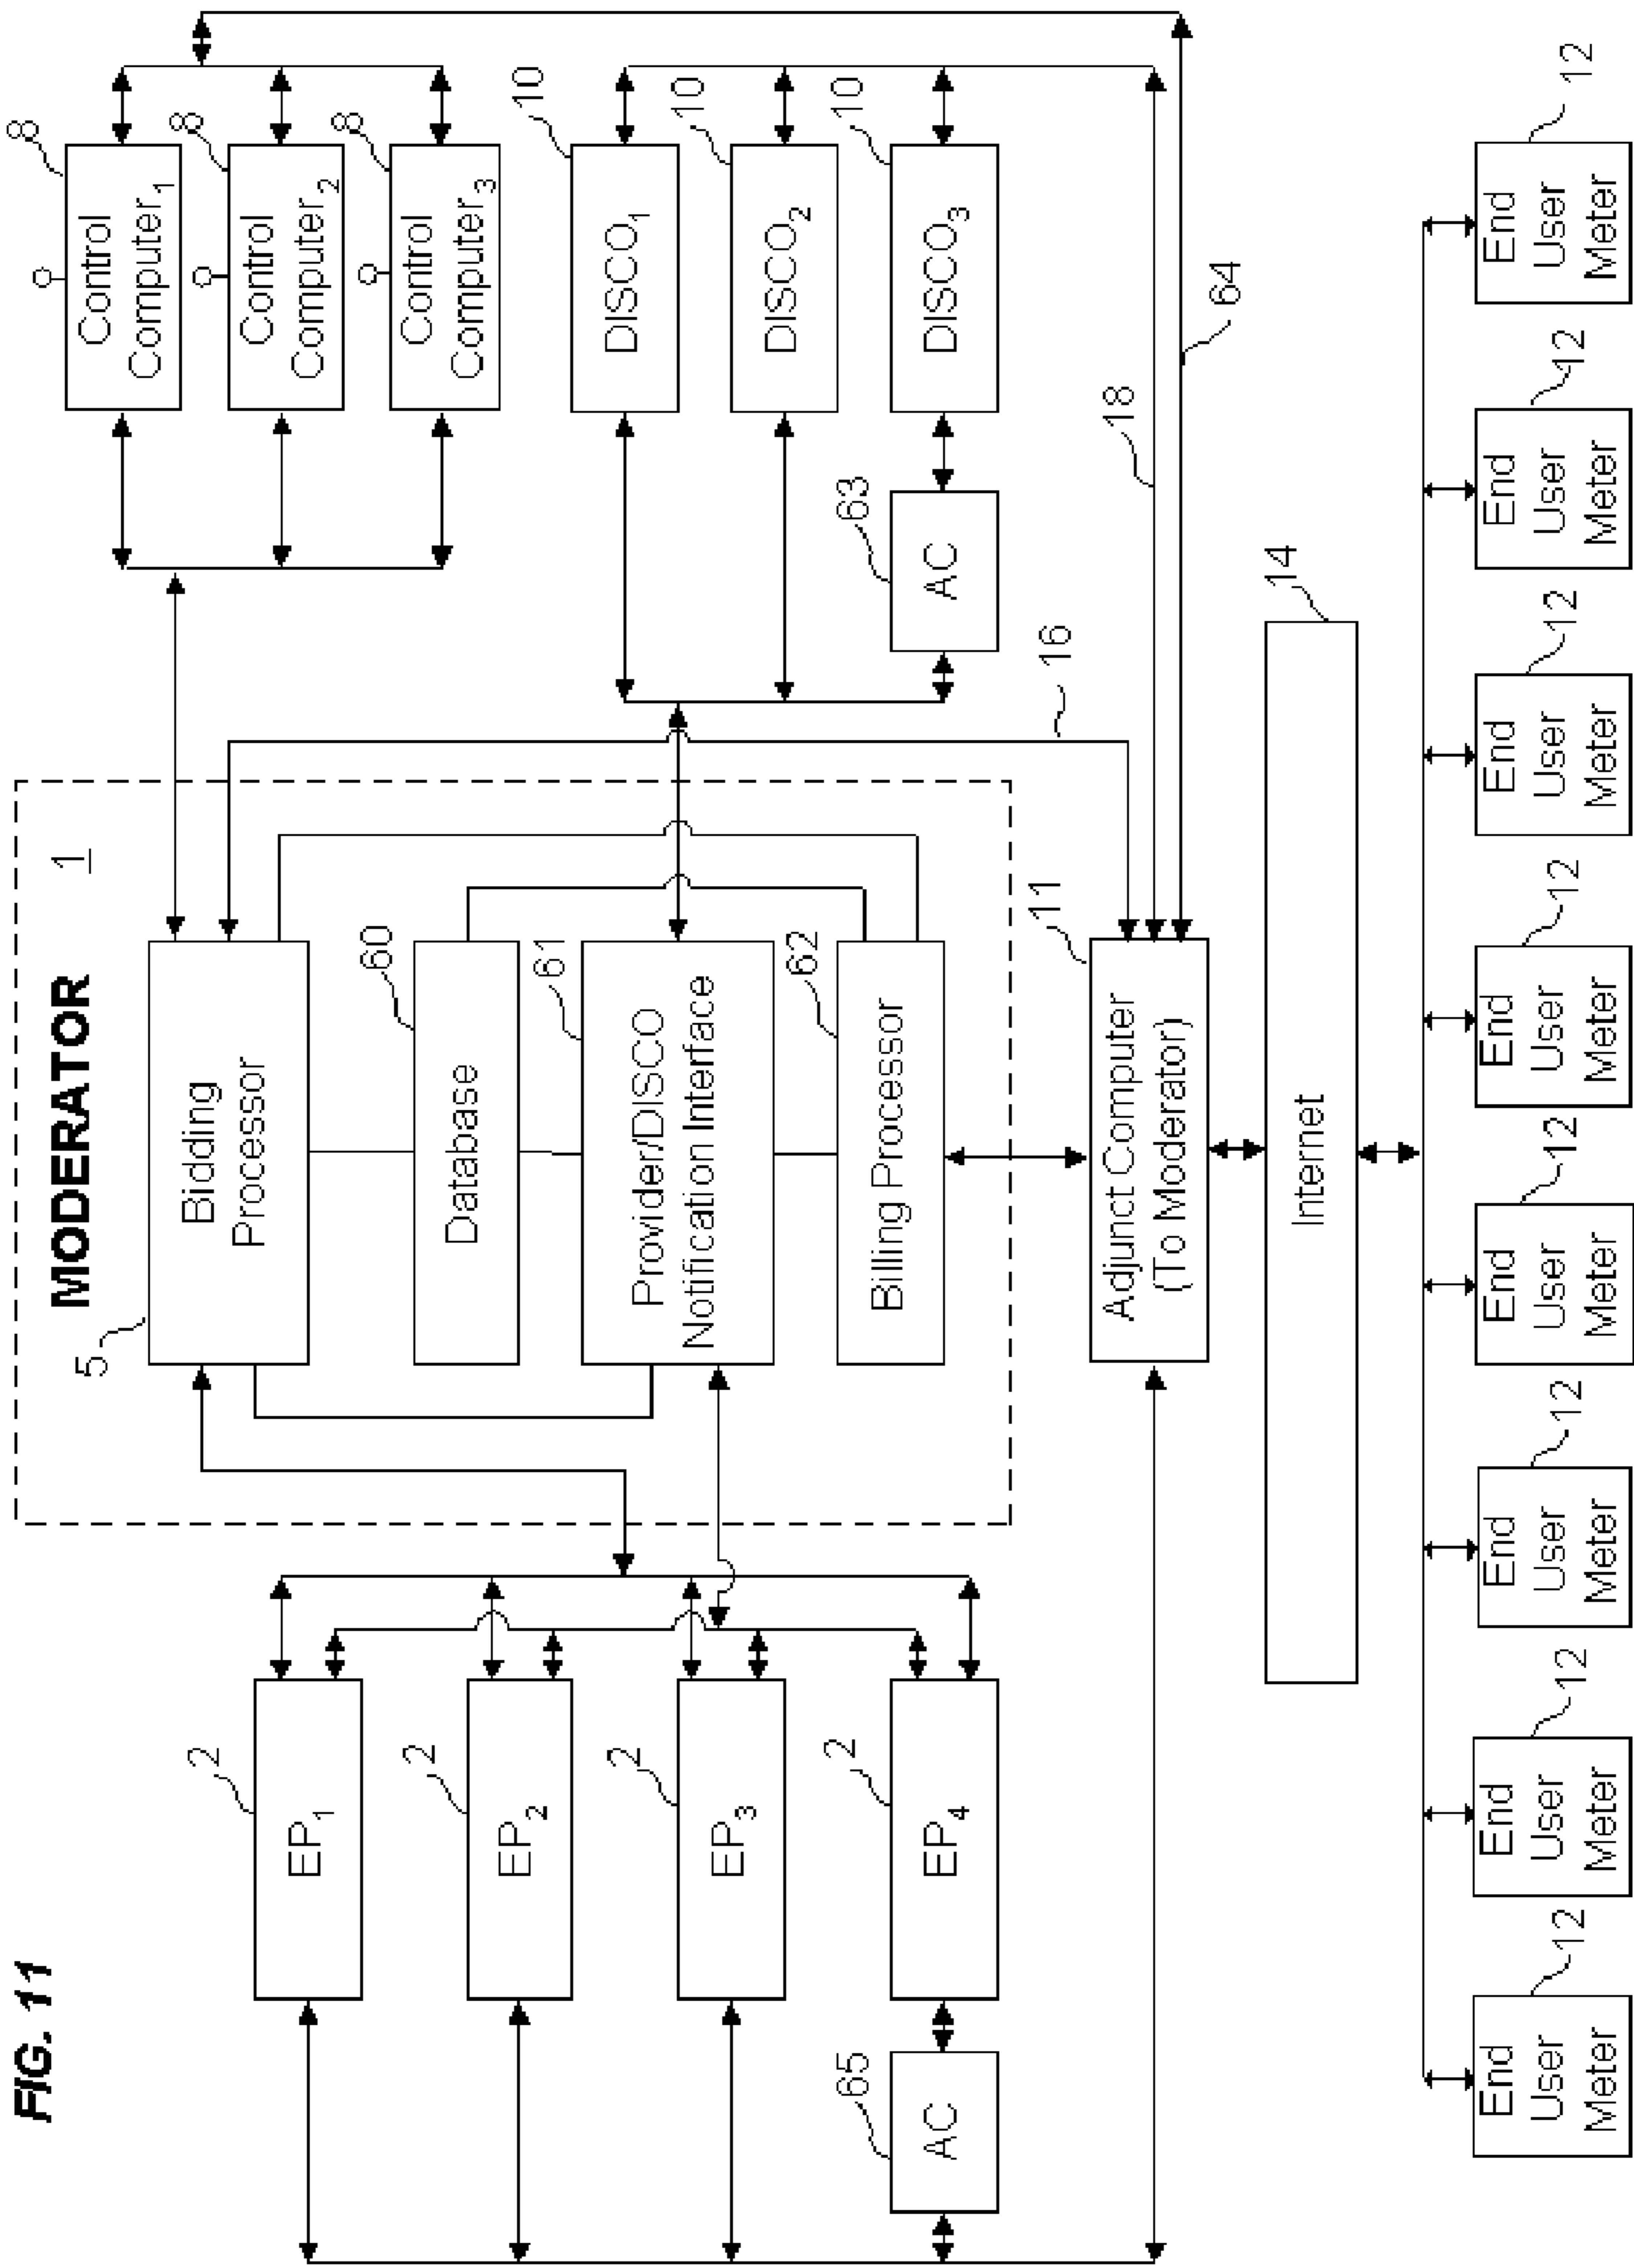 FIG. 11
MODERATOR
1
5
Bidding
Processor
60
Database
61
Provider/DISCO
Notification Interface
62
Billing Processor
2
EP1
2
EP2
2
EP3
2
EP4
65
AC
8
Control
Computer1
8
Control
Computer2
8
Control
Computer3
10
DISCO1
10
DISCO2
10
DISCO3
63
AC
16
18
64
11
Adjunct Computer
(To Moderator)
14
Internet
12
End
User
Meter
12
End
User
Meter
12
End
User
Meter
12
End
User
Meter
12
End
User
Meter
12
End
User
Meter
12
End
User
Meter
12
End
User
Meter